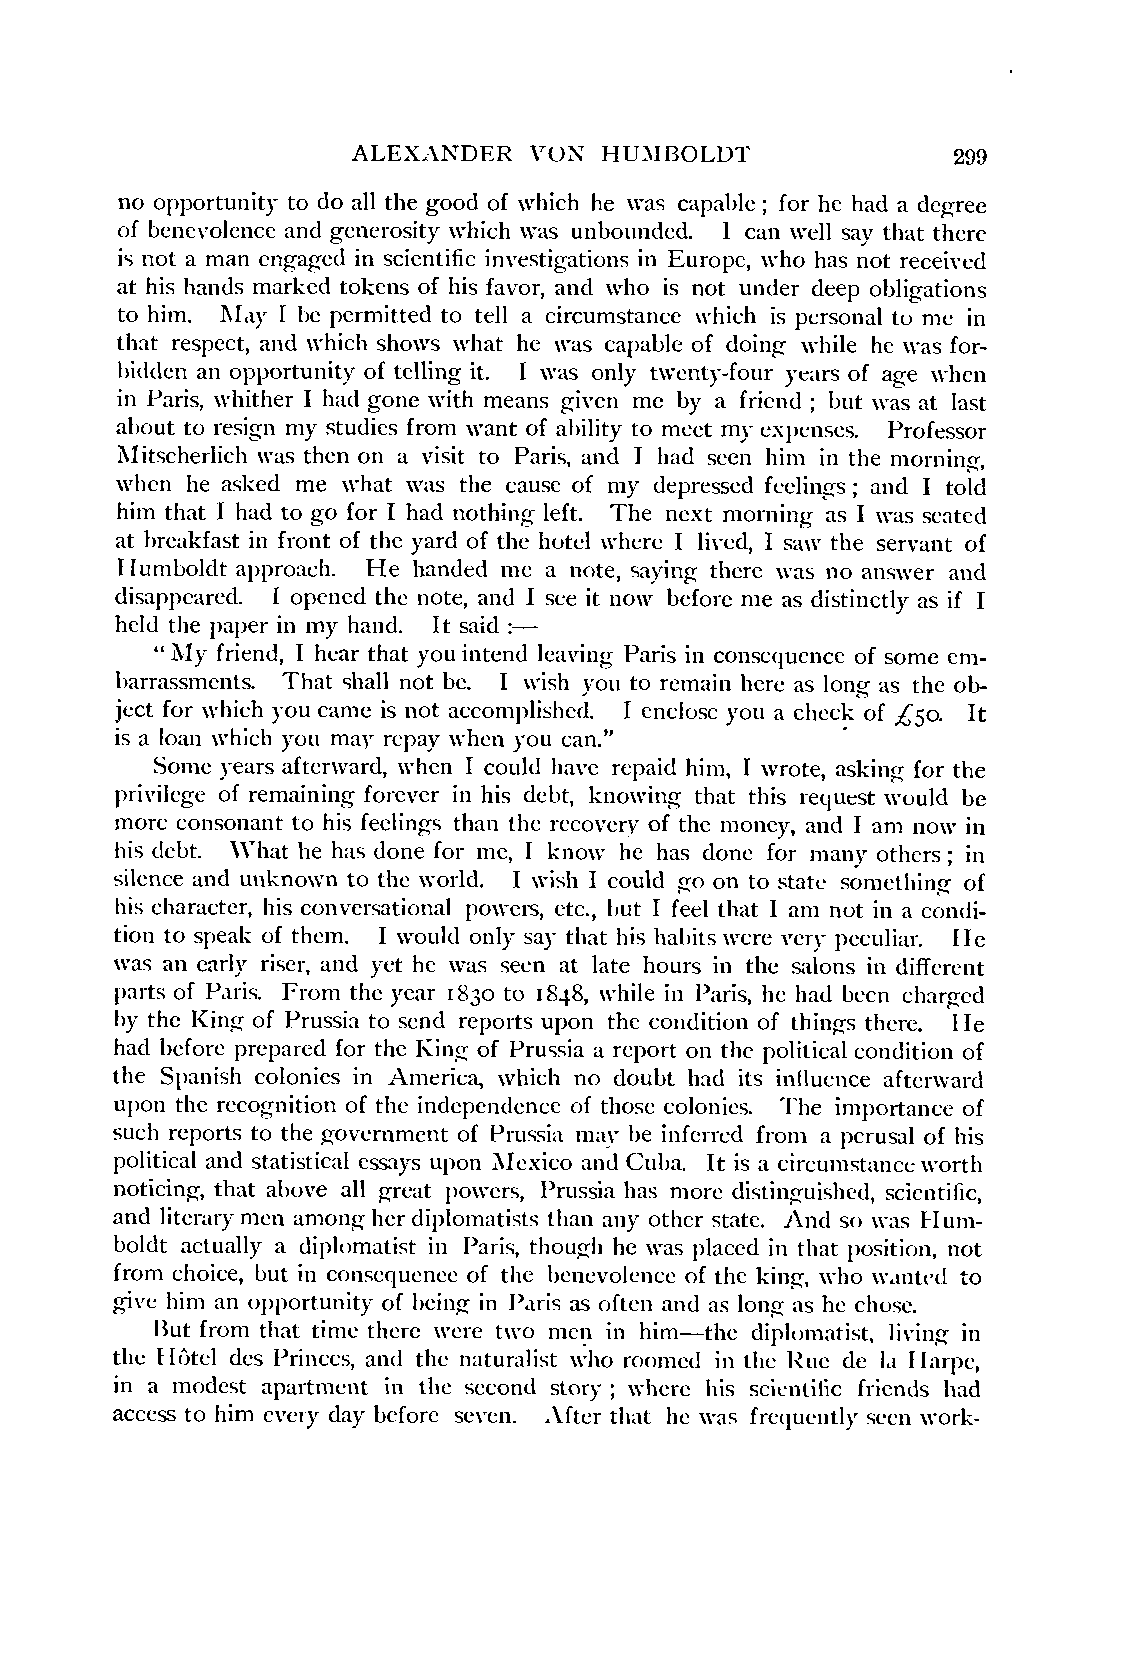 ALEXANDER VON HUMBOLDT 299
no opportunity to do all the good of which he was capable; for he had a degree
of benevolence and generosity which was unbounded. I can well say that there
is not a man engaged in scientific investigations in Europe, who has not received
at his hands marked tokens of his favor, and who is not under deep obligations
to him. May I be permitted to tell a circumstance which is personal to me in
that respect, and which shows what he was capable of doing while he was for-
bidden an opportunity of telling it. I was only twenty-four years of age when
in Paris, whither I had gone with means given me by a friend; but was at last
about to resign my studies from want of ability to meet my expenses. Professor
Mitscherlich was then on a visit to Paris, and I had seen him in the morning,
when he asked me what was the cause of my depressed feelings; and I told
him that I had to go for I had nothing left. The next morning as I was seated
at breakfast in front of the yard of the hotel where I lived, I saw the servant of
Humboldt approach. He handed me a note, saying there was no answer and
disappeared. I opened the note, and I see it now before me as distinctly as if I
held the paper in my hand. It said:—
"My friend, I hear that you intend leaving Paris in consequence of some em-
barrassments. That shall not be. I wish you to remain here as long as the ob-
ject for which you came is not accomplished. I enclose you a check of £50. It
is a loan which you may repay when you can."
Some years afterward, when I could have repaid him, I wrote, asking for the
privilege of remaining forever in his debt, knowing that this request would be
more consonant to his feelings than the recovery of the money, and I am now in
his debt. What he has done for me, I know he has done for many others; in
silence and unknown to the world. I wish I could go on to state something of
his character, his conversational powers, etc., but I feel that I am not in a condi-
tion to speak of them. I would only say that his habits were very peculiar. He
was an early riser, and yet he was seen at late hours in the salons in different
parts of Paris. From the year 1830 to 1848, while in Paris, he had been charged
by the King of Prussia to send reports upon the condition of things there. He
had before prepared for the King of Prussia a report on the political condition of
the Spanish colonies in America, which no doubt had its influence afterward
upon the recognition of the independence of those colonies. The importance of
such reports to the government of Prussia may be inferred from a perusal of his
political and statistical essays upon Mexico and Cuba. It is a circumstance worth
noticing, that above all great powers, Prussia has more distinguished, scientific,
and literary men among her diplomatists than any other state. And so was Hum-
boldt actually a diplomatist in Paris, though he was placed in that position, not
from choice, but in consequence of the benevolence of the king, who wanted to
give him an opportunity of being in Paris as often and as long as he chose.
But from that time there were two men in him—the diplomatist, living in
the Hôtel des Princes, and the naturalist who roomed in the Rue de la Harpe,
in a modest apartment in the second story; where his scientific friends had
access to him every day before seven. After that he was frequently seen work-